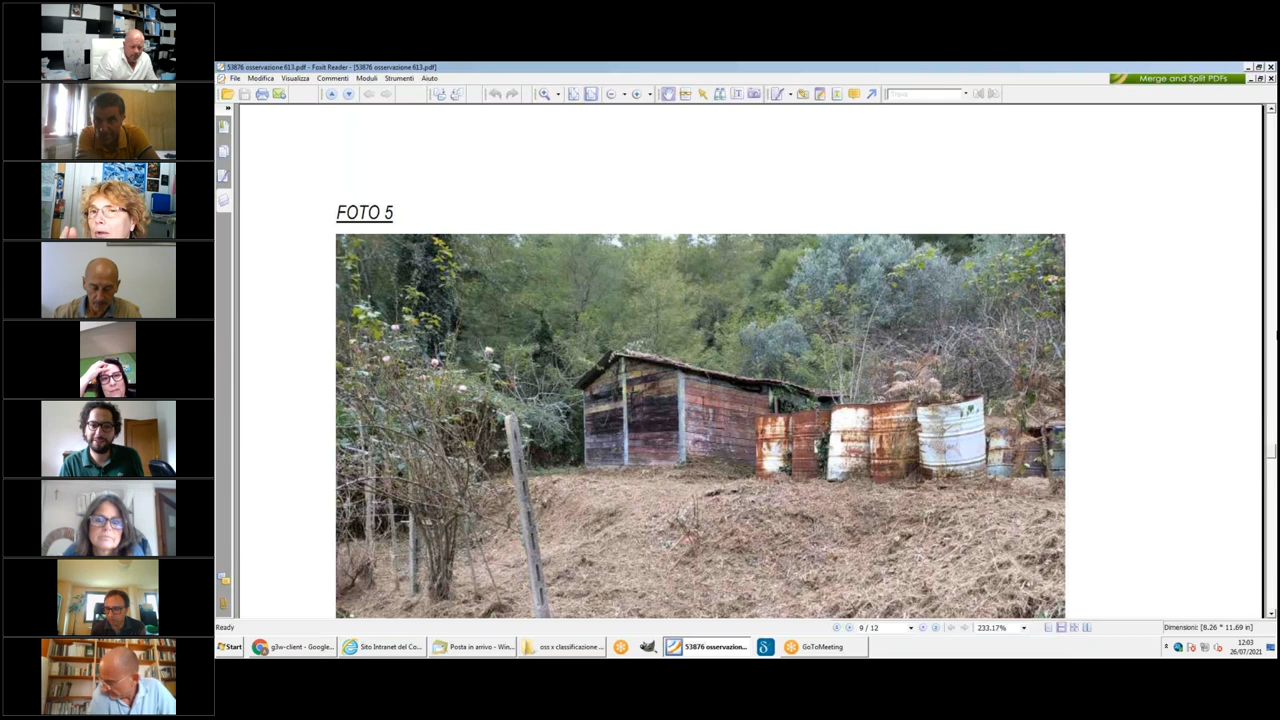 53876 osservazione 613.pdf - Foxit Reader - [53876 osservazione 613.pdf]
File Modifica Visualizza Commenti Moduli Strumenti Aiuto
Merge and Split PDFs
Trova
FOTO 5
Ready
9 / 12
233.17%
Dimensioni: [8.26 * 11.69 in]
Start
g3w-client - Google...
Sito Intranet del Co...
Posta in arrivo - Win...
oss x classificazione ...
53876 osservazion...
GoToMeeting
12:03
26/07/2021